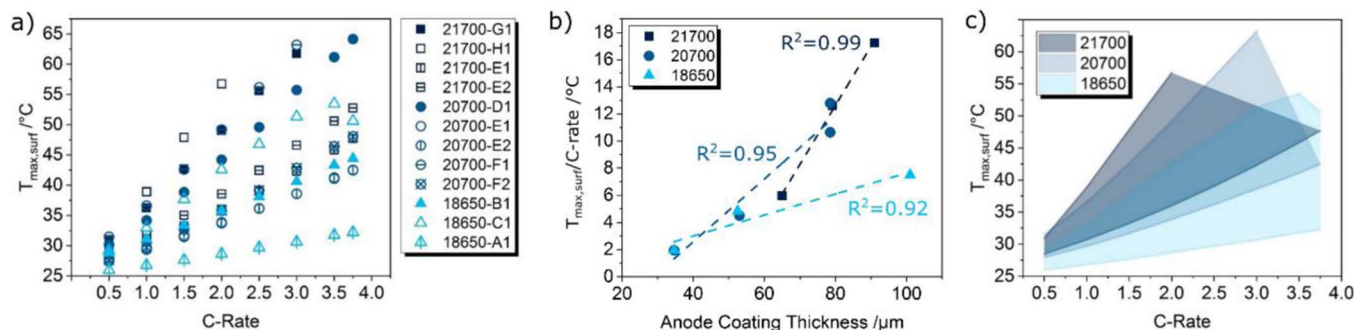 a)
T_max,surf /°C
65
60
55
50
45
40
35
30
25
0.5 1.0 1.5 2.0 2.5 3.0 3.5 4.0
C-Rate
21700-G1
21700-H1
21700-E1
21700-E2
20700-D1
20700-E1
20700-E2
20700-F1
20700-F2
18650-B1
18650-C1
18650-A1
b)
T_max,surf/C-rate /°C
18
16
14
12
10
8
6
4
2
0
20 40 60 80 100
Anode Coating Thickness /µm
21700
20700
18650
R²=0.99
R²=0.95
R²=0.92
c)
T_max,surf /°C
65
60
55
50
45
40
35
30
25
0.5 1.0 1.5 2.0 2.5 3.0 3.5 4.0
C-Rate
21700
20700
18650